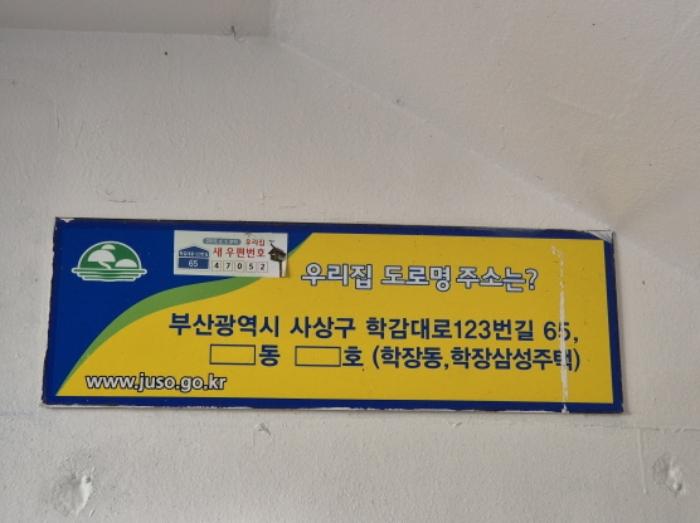 우리집
새 우편번호
65
47052
우리집 도로명 주소는?
부산광역시 사상구 학감대로123번길 65,
동 호 (학장동,학장삼성주택)
www.juso.go.kr